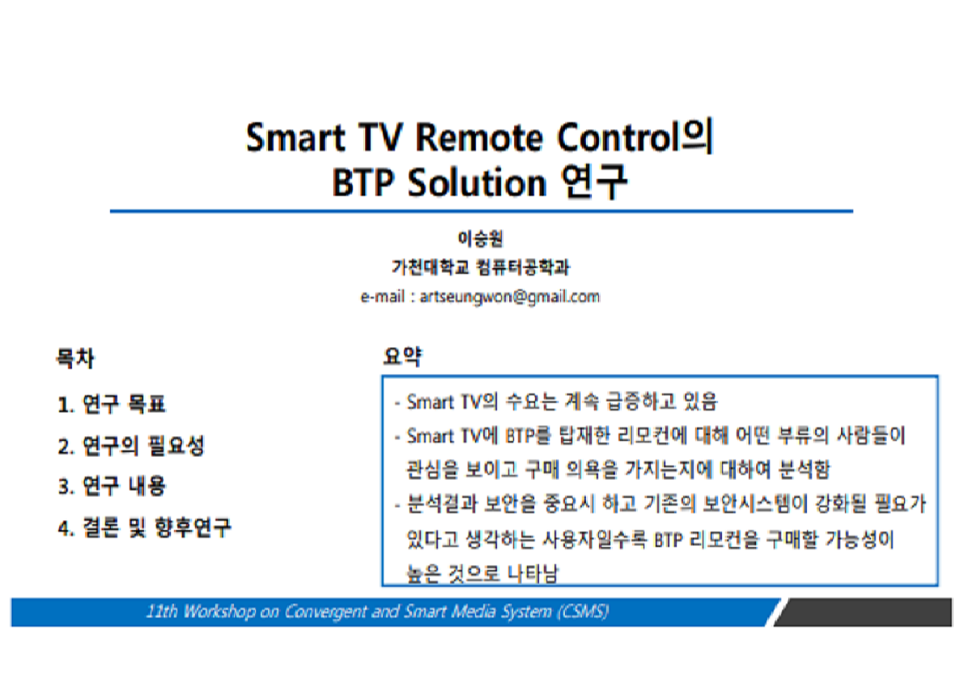 Smart TV Remote Control의
BTP Solution 연구
이승원
가천대학교 컴퓨터공학과
e-mail : artseungwon@gmail.com
목차
1. 연구 목표
2. 연구의 필요성
3. 연구 내용
4. 결론 및 향후연구
요약
- Smart TV의 수요는 계속 급증하고 있음
- Smart TV에 BTP를 탑재한 리모컨에 대해 어떤 부류의 사람들이
관심을 보이고 구매 의욕을 가지는지에 대하여 분석함
- 분석결과 보안을 중요시 하고 기존의 보안시스템이 강화될 필요가
있다고 생각하는 사용자일수록 BTP 리모컨을 구매할 가능성이
높은 것으로 나타남
11th Workshop on Convergent and Smart Media System (CSMS)